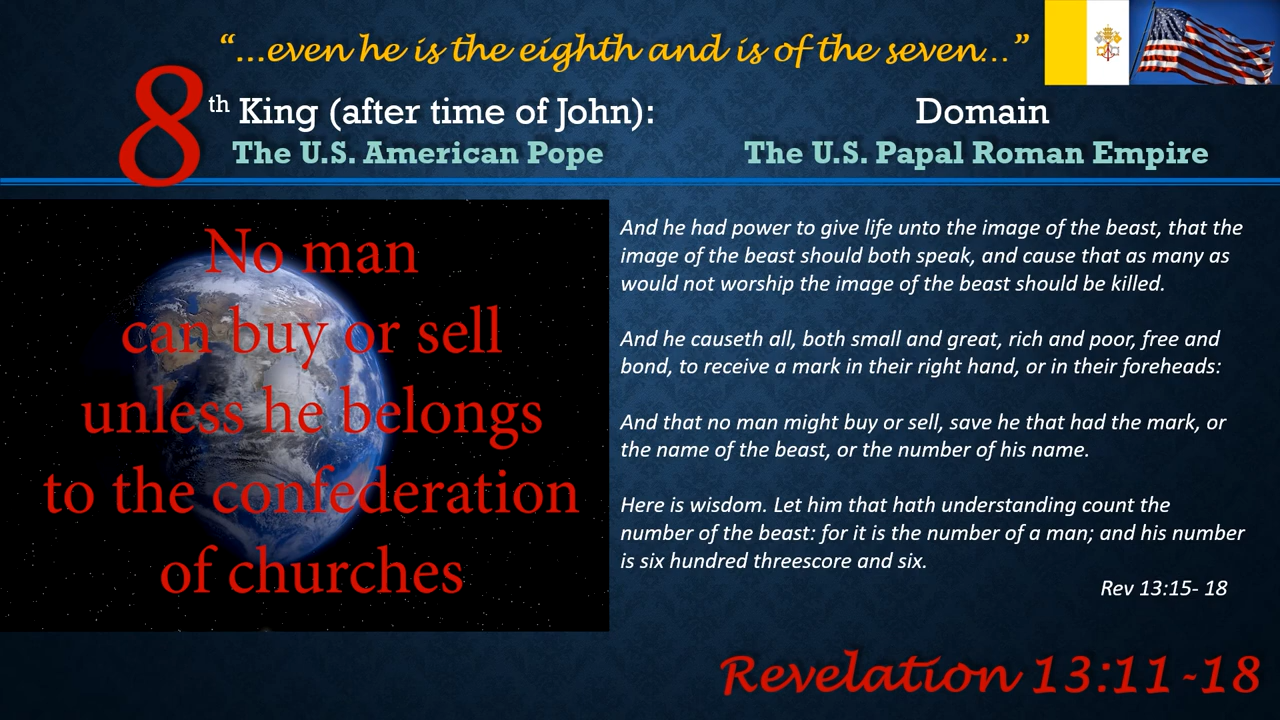 “...even he is the eighth and is of the seven...”
8th King (after time of John):
The U.S. American Pope
Domain
The U.S. Papal Roman Empire
No man
can buy or sell
unless he belongs
to the confederation
of churches
And he had power to give life unto the image of the beast, that the
image of the beast should both speak, and cause that as many as
would not worship the image of the beast should be killed.
And he causeth all, both small and great, rich and poor, free and
bond, to receive a mark in their right hand, or in their foreheads:
And that no man might buy or sell, save he that had the mark, or
the name of the beast, or the number of his name.
Here is wisdom. Let him that hath understanding count the
number of the beast: for it is the number of a man; and his number
is six hundred threescore and six.
Rev 13:15- 18
Revelation 13:11-18